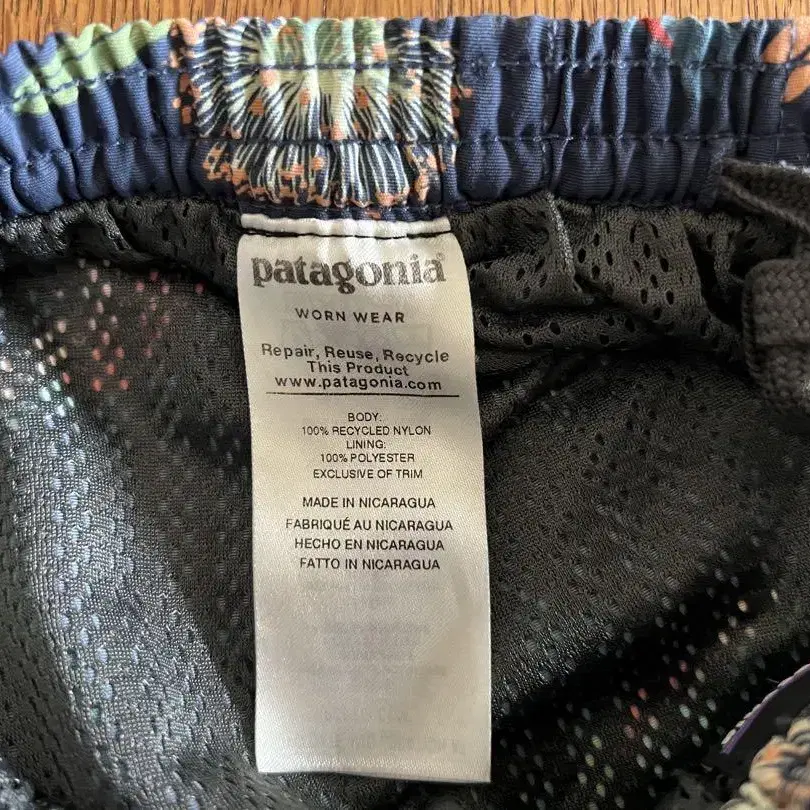 patagonia®
WORN WEAR
Repair, Reuse, Recycle
This Product
www.patagonia.com
BODY:
100% RECYCLED NYLON
LINING:
100% POLYESTER
EXCLUSIVE OF TRIM
MADE IN NICARAGUA
FABRIQUÉ AU NICARAGUA
HECHO EN NICARAGUA
FATTO IN NICARAGUA